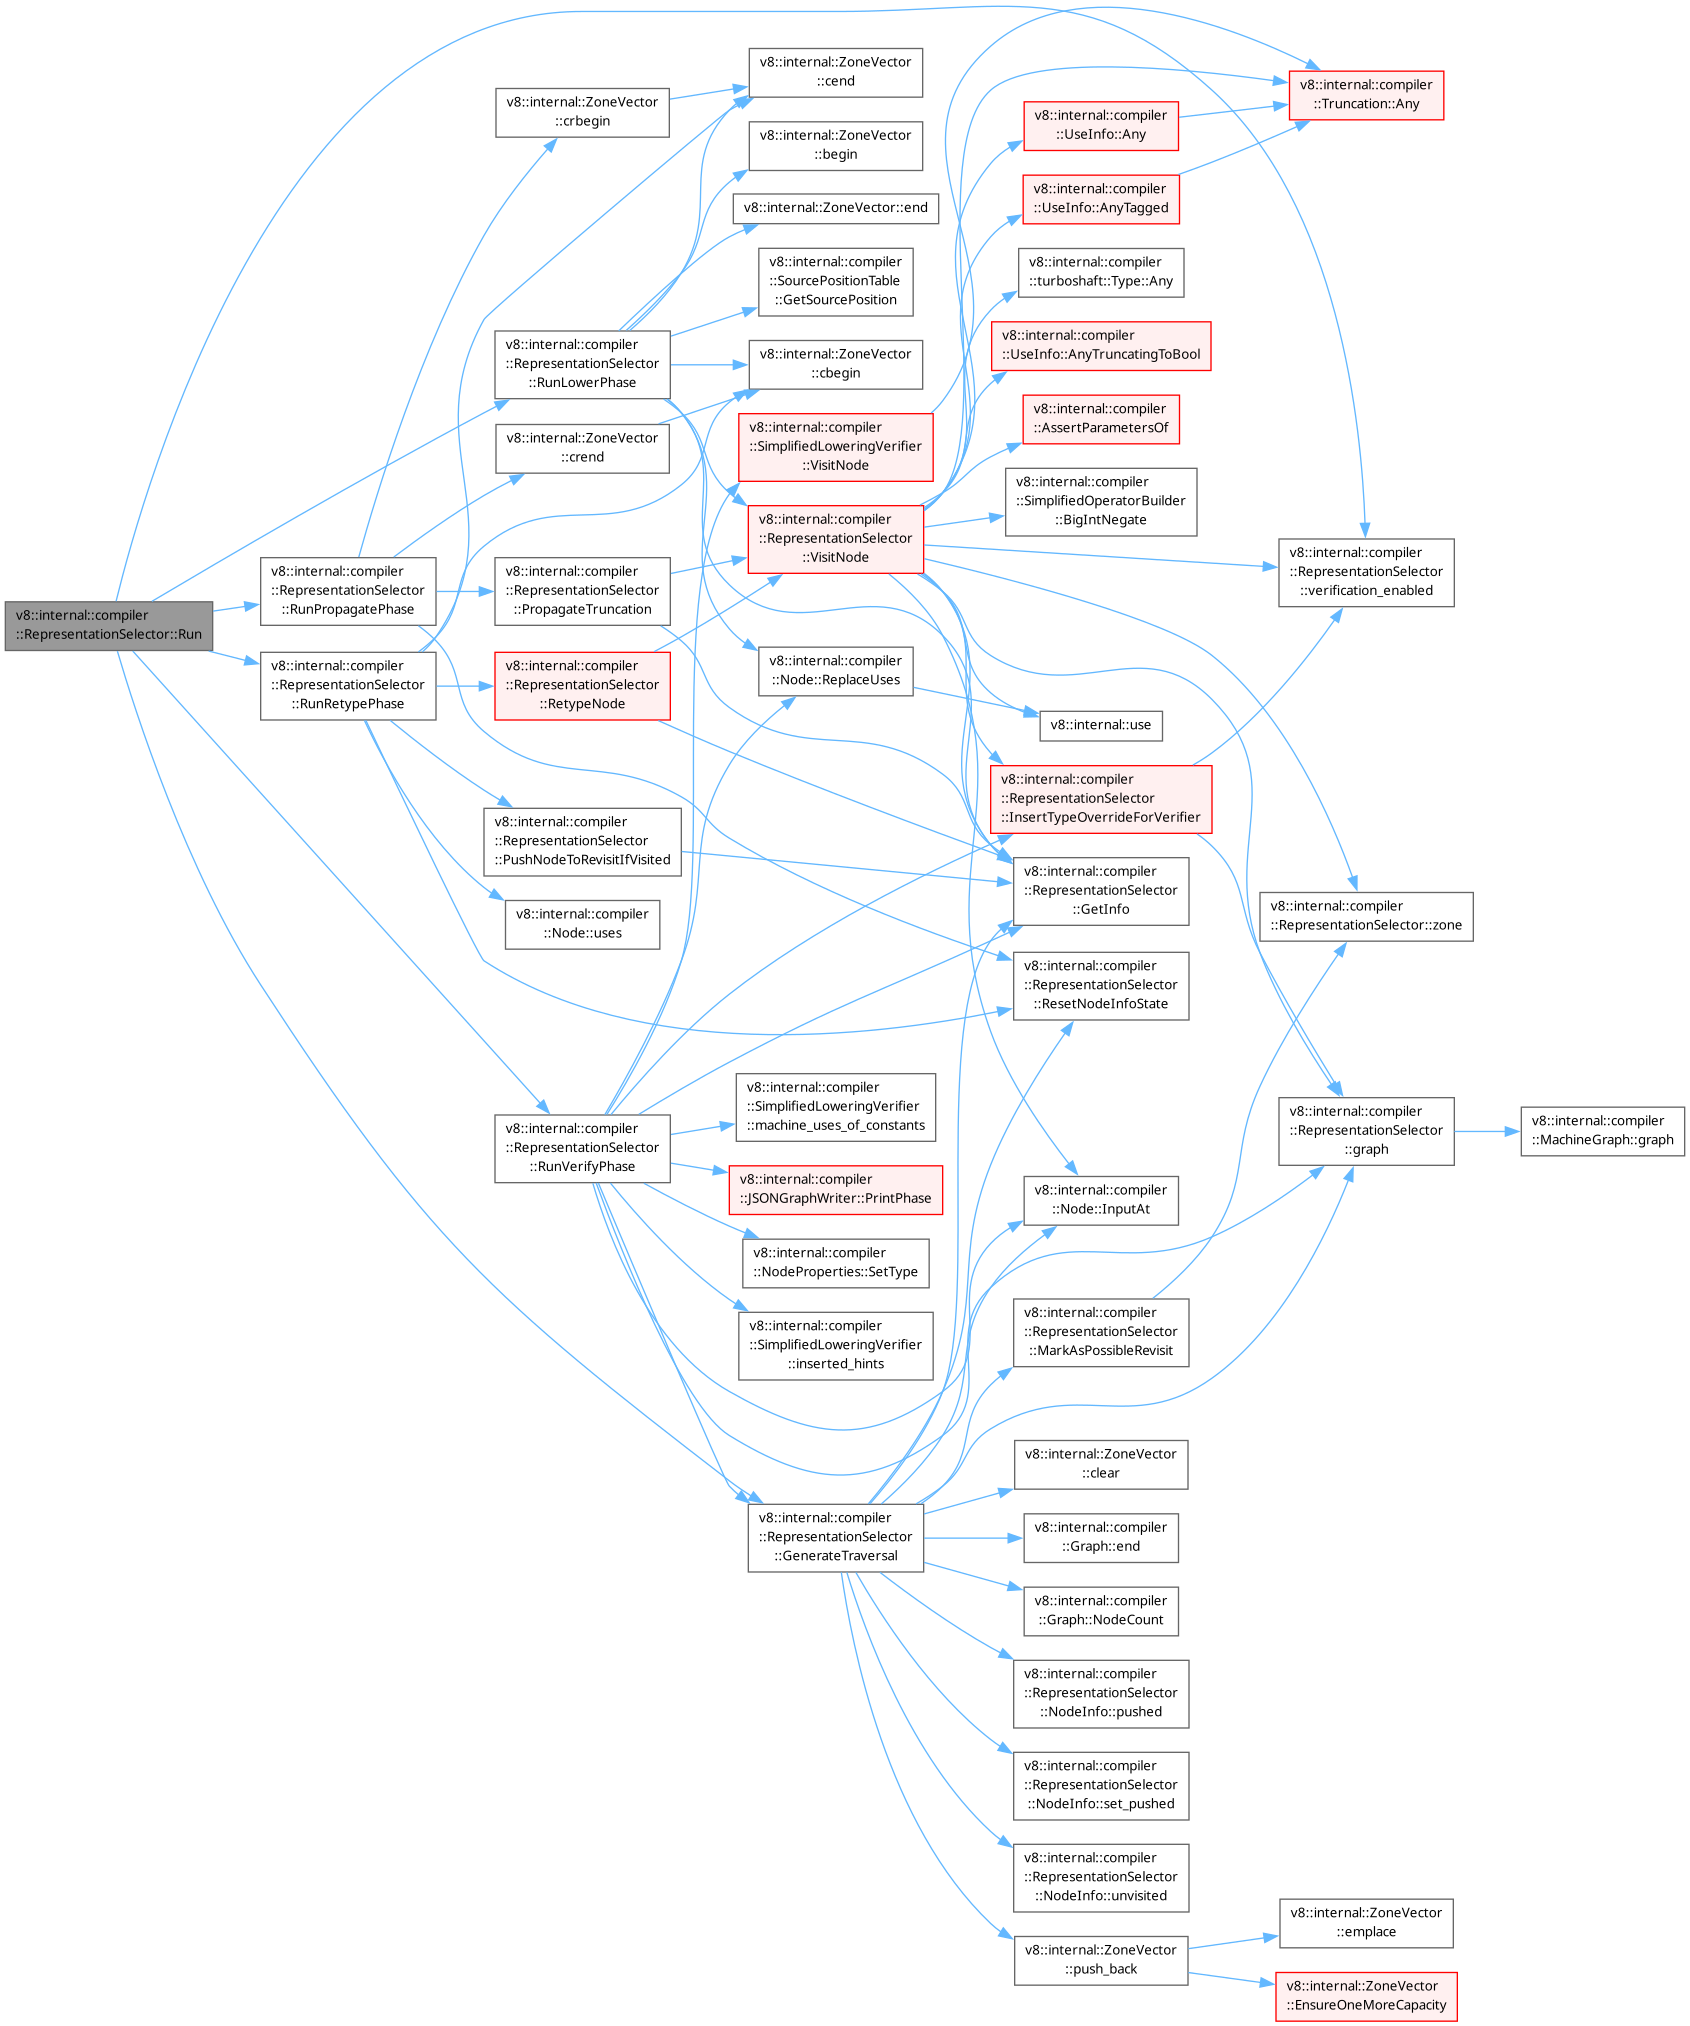 v8::internal::compiler
::RepresentationSelector::Run
v8::internal::compiler
::RepresentationSelector
::RunPropagatePhase
v8::internal::compiler
::RepresentationSelector
::RunRetypePhase
v8::internal::ZoneVector
::crbegin
v8::internal::compiler
::RepresentationSelector
::RunLowerPhase
v8::internal::ZoneVector
::crend
v8::internal::compiler
::RepresentationSelector
::PropagateTruncation
v8::internal::compiler
::RepresentationSelector
::RetypeNode
v8::internal::compiler
::RepresentationSelector
::PushNodeToRevisitIfVisited
v8::internal::compiler
::Node::uses
v8::internal::compiler
::RepresentationSelector
::RunVerifyPhase
v8::internal::ZoneVector
::cend
v8::internal::ZoneVector
::begin
v8::internal::ZoneVector::end
v8::internal::compiler
::SourcePositionTable
::GetSourcePosition
v8::internal::ZoneVector
::cbegin
v8::internal::compiler
::SimplifiedLoweringVerifier
::VisitNode
v8::internal::compiler
::RepresentationSelector
::VisitNode
v8::internal::compiler
::Node::ReplaceUses
v8::internal::compiler
::SimplifiedLoweringVerifier
::machine_uses_of_constants
v8::internal::compiler
::JSONGraphWriter::PrintPhase
v8::internal::compiler
::NodeProperties::SetType
v8::internal::compiler
::SimplifiedLoweringVerifier
::inserted_hints
v8::internal::compiler
::RepresentationSelector
::GenerateTraversal
v8::internal::compiler
::UseInfo::Any
v8::internal::compiler
::UseInfo::AnyTagged
v8::internal::compiler
::turboshaft::Type::Any
v8::internal::compiler
::UseInfo::AnyTruncatingToBool
v8::internal::compiler
::AssertParametersOf
v8::internal::compiler
::SimplifiedOperatorBuilder
::BigIntNegate
v8::internal::use
v8::internal::compiler
::RepresentationSelector
::InsertTypeOverrideForVerifier
v8::internal::compiler
::RepresentationSelector
::GetInfo
v8::internal::compiler
::RepresentationSelector
::ResetNodeInfoState
v8::internal::compiler
::Node::InputAt
v8::internal::compiler
::RepresentationSelector
::MarkAsPossibleRevisit
v8::internal::ZoneVector
::clear
v8::internal::compiler
::Graph::end
v8::internal::compiler
::Graph::NodeCount
v8::internal::compiler
::RepresentationSelector
::NodeInfo::pushed
v8::internal::compiler
::RepresentationSelector
::NodeInfo::set_pushed
v8::internal::compiler
::RepresentationSelector
::NodeInfo::unvisited
v8::internal::ZoneVector
::push_back
v8::internal::compiler
::Truncation::Any
v8::internal::compiler
::RepresentationSelector
::verification_enabled
v8::internal::compiler
::RepresentationSelector::zone
v8::internal::compiler
::RepresentationSelector
::graph
v8::internal::ZoneVector
::emplace
v8::internal::ZoneVector
::EnsureOneMoreCapacity
v8::internal::compiler
::MachineGraph::graph